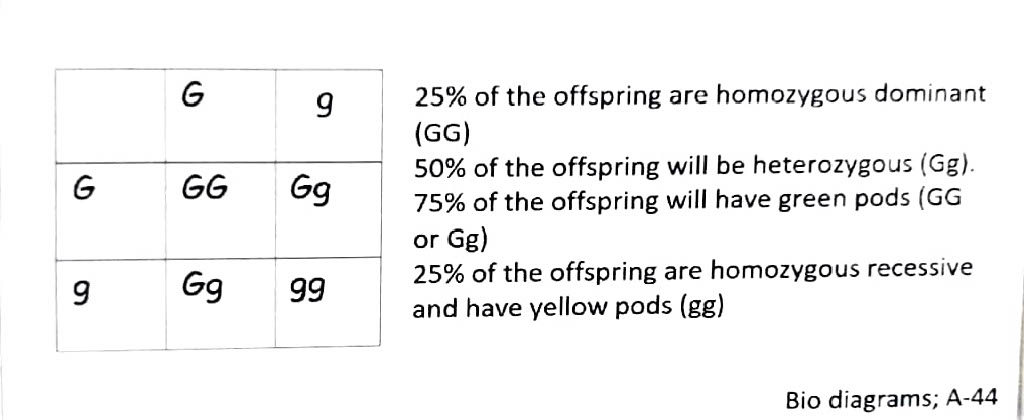 G g
G GG Gg
g Gg gg
25% of the offspring are homozygous dominant
(GG)
50% of the offspring will be heterozygous (Gg).
75% of the offspring will have green pods (GG
or Gg)
25% of the offspring are homozygous recessive
and have yellow pods (gg)
Bio diagrams; A-44